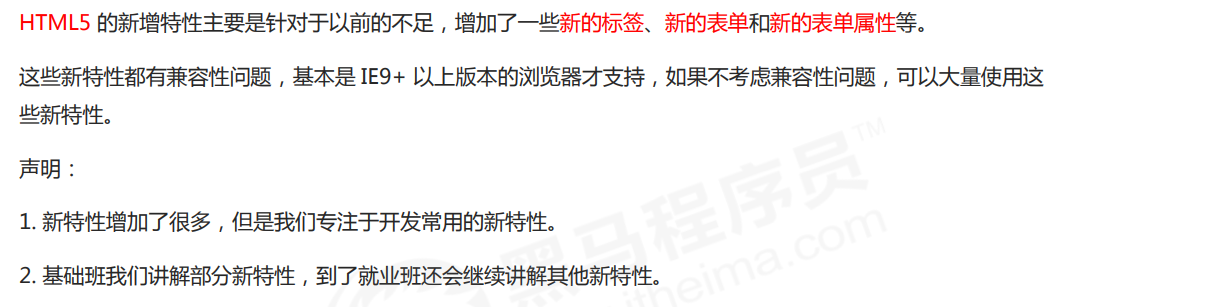 HTML5 的新增特性主要是针对于以前的不足，增加了一些新的标签、新的表单和新的表单属性等。
这些新特性都有兼容性问题，基本是 IE9+ 以上版本的浏览器才支持，如果不考虑兼容性问题，可以大量使用这
些新特性。
声明：
1. 新特性增加了很多，但是我们专注于开发常用的新特性。
2. 基础班我们讲解部分新特性，到了就业班还会继续讲解其他新特性。
黑马程序员™
itheima.com